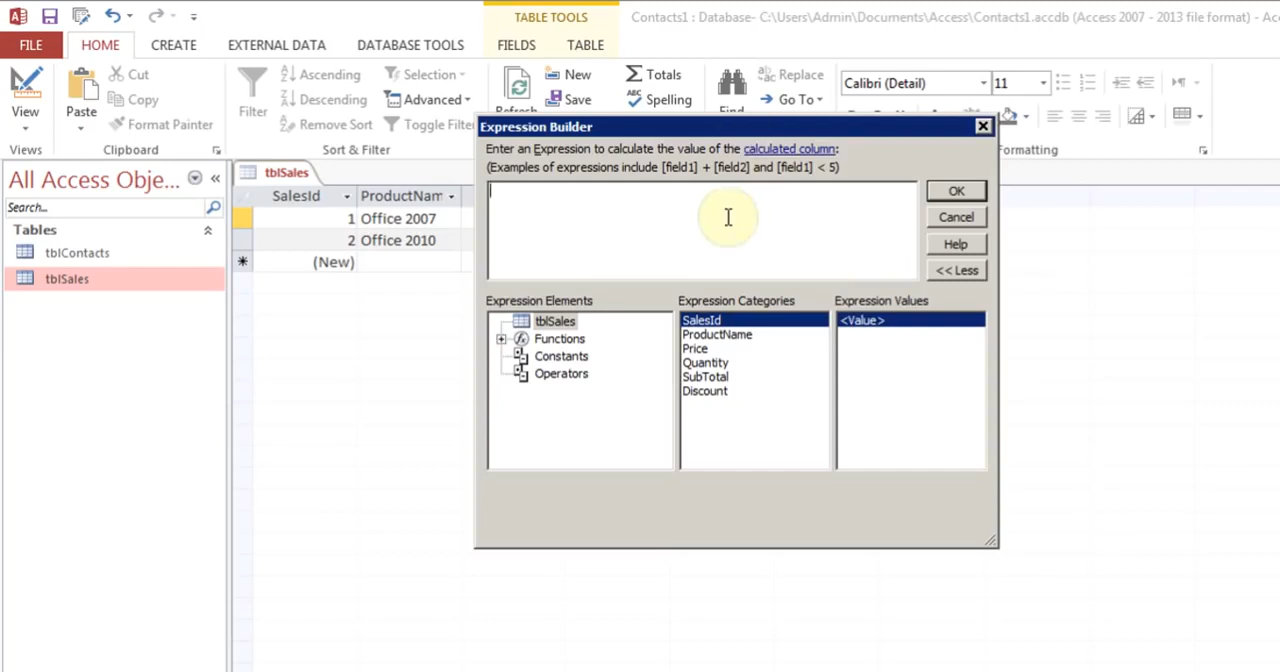 TABLE TOOLS
Contacts1 : Database- C:\Users\Admin\Documents\Access\Contacts1.accdb (Access 2007 - 2013 file format) - Acc
FILE HOME CREATE EXTERNAL DATA DATABASE TOOLS FIELDS TABLE
View
Views
Paste
Cut
Copy
Format Painter
Clipboard
Filter
Ascending
Descending
Remove Sort
Selection
Advanced
Toggle Filter
Sort & Filter
Refresh
New
Save
Totals
Spelling
Find
Replace
Go To
Calibri (Detail) 11
Formatting
All Access Obje...
Search...
Tables
tblContacts
tblSales
tblSales
SalesId ProductNam
1 Office 2007
2 Office 2010
(New)
Expression Builder
Enter an Expression to calculate the value of the calculated column:
(Examples of expressions include [field1] + [field2] and [field1] < 5)
OK
Cancel
Help
<< Less
Expression Elements
tblSales
Functions
Constants
Operators
Expression Categories
SalesId
ProductName
Price
Quantity
SubTotal
Discount
Expression Values
<Value>